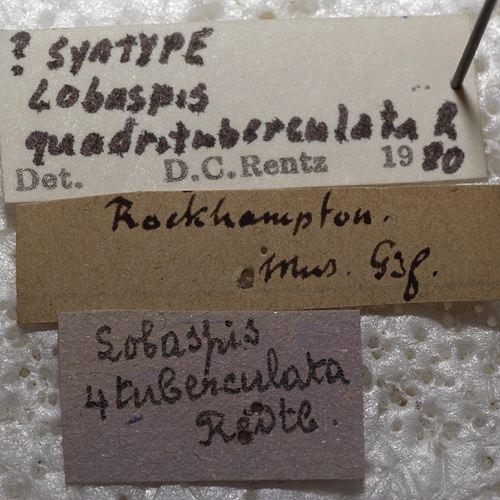 ? SYNTYPE
Lobaspis
quadrituberculata R
Det. D.C. Rentz 1980
Rockhampton.
Mus. Gdf.
Lobaspis
4tuberculata
Redtb.